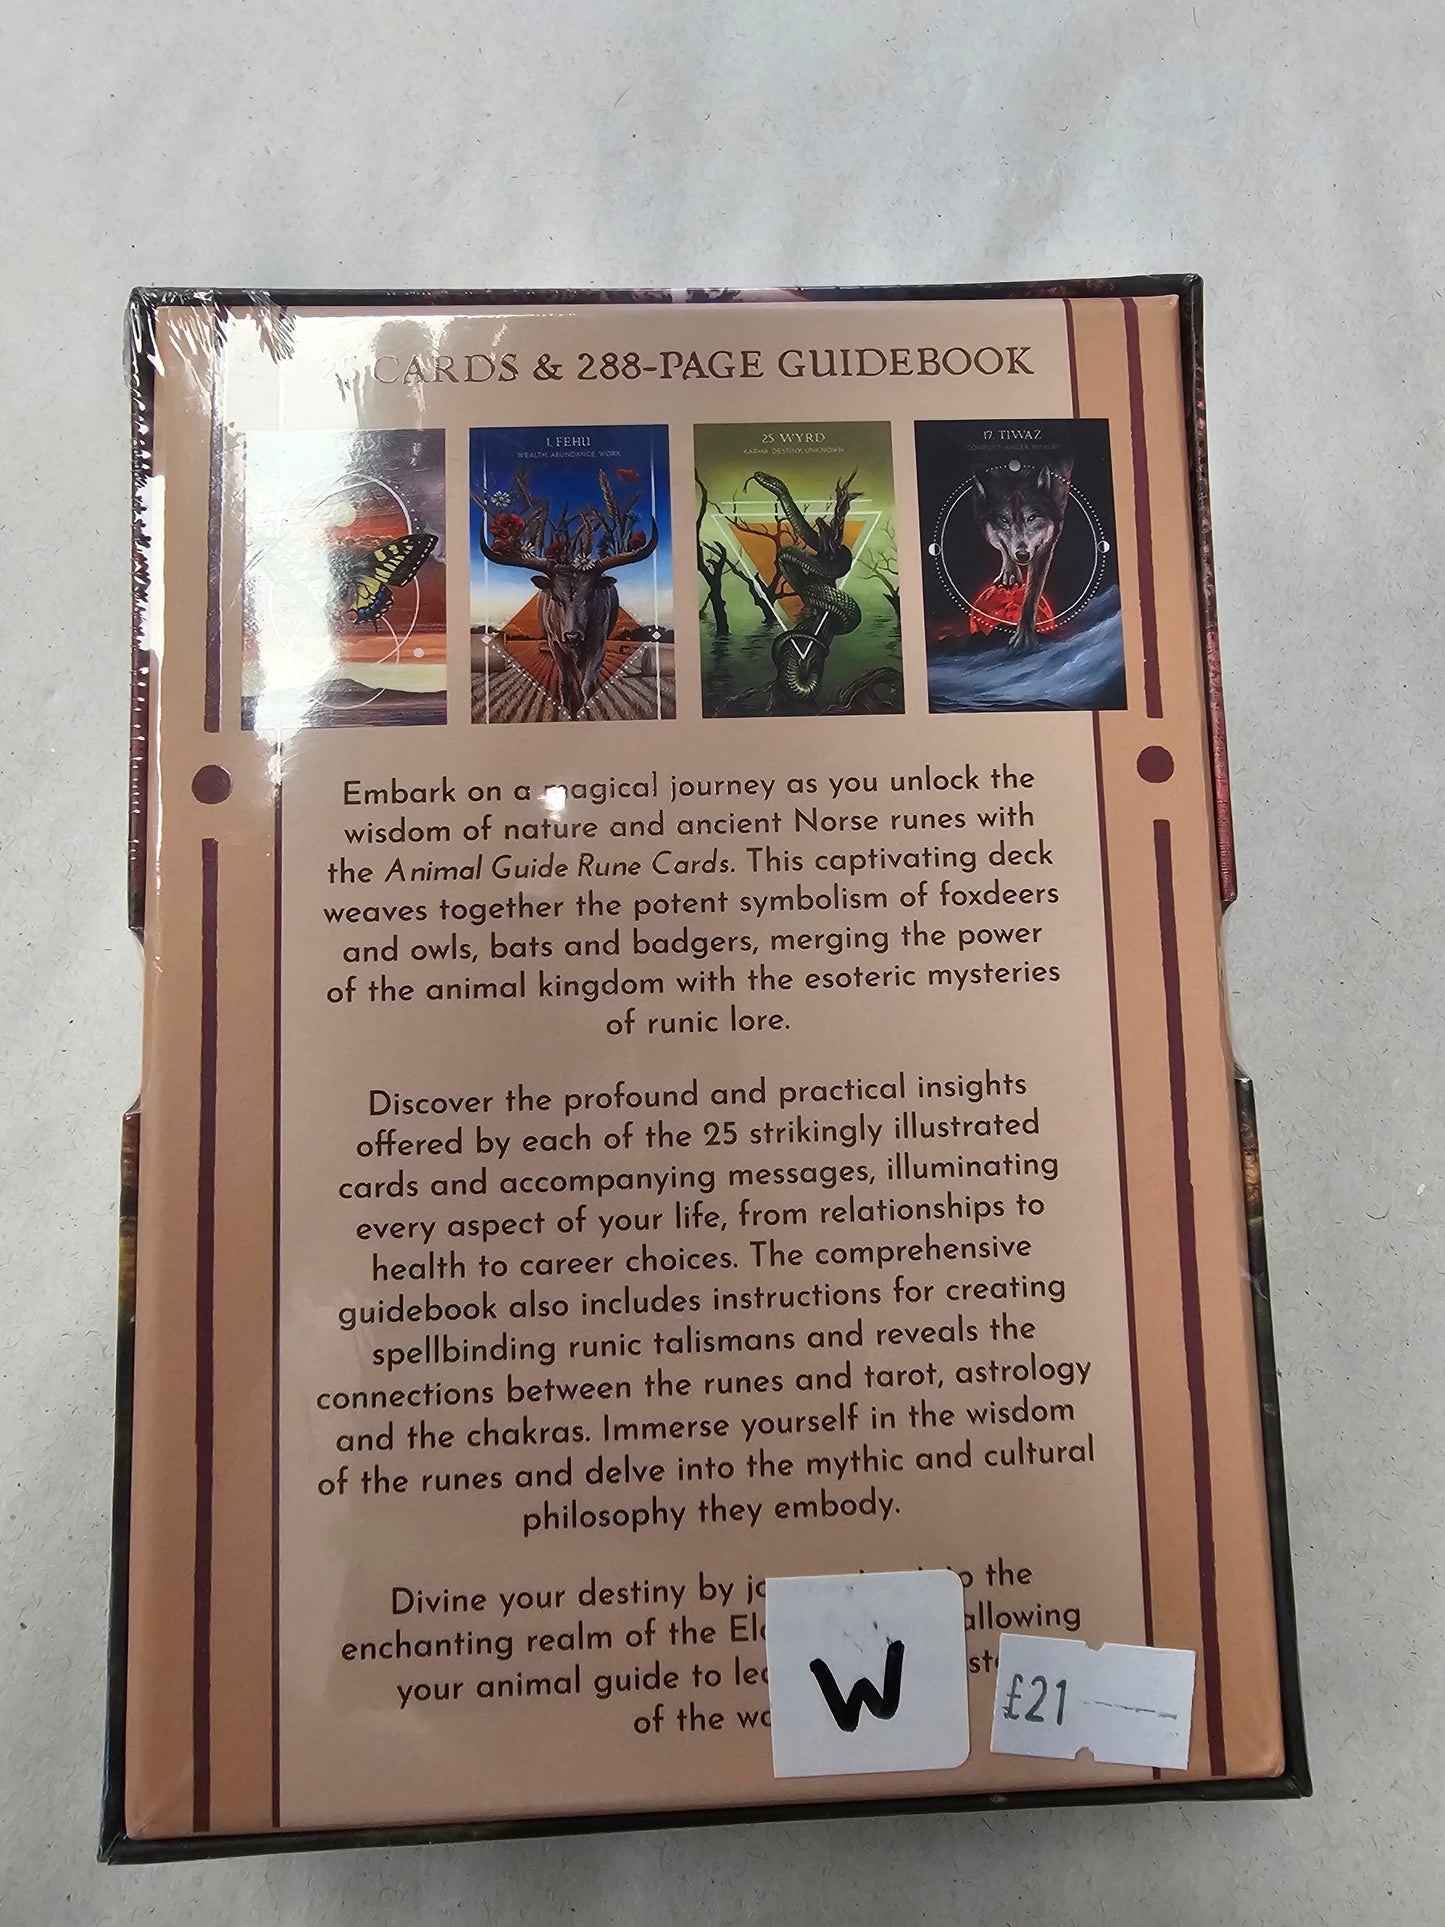 25 CARDS & 288-PAGE GUIDEBOOK
1. FEHU
WEALTH, ABUNDANCE, WORK
25 WYRD
KARMA, DESTINY, UNKNOWN
17. TIWAZ
CONFLICT, ANGER, RIVALRY
Embark on a magical journey as you unlock the
wisdom of nature and ancient Norse runes with
the Animal Guide Rune Cards. This captivating deck
weaves together the potent symbolism of foxdeers
and owls, bats and badgers, merging the power
of the animal kingdom with the esoteric mysteries
of runic lore.
Discover the profound and practical insights
offered by each of the 25 strikingly illustrated
cards and accompanying messages, illuminating
every aspect of your life, from relationships to
health to career choices. The comprehensive
guidebook also includes instructions for creating
spellbinding runic talismans and reveals the
connections between the runes and tarot, astrology
and the chakras. Immerse yourself in the wisdom
of the runes and delve into the mythic and cultural
philosophy they embody.
Divine your destiny by the
enchanting realm of the allowing
your animal guide to
of the
W
£21